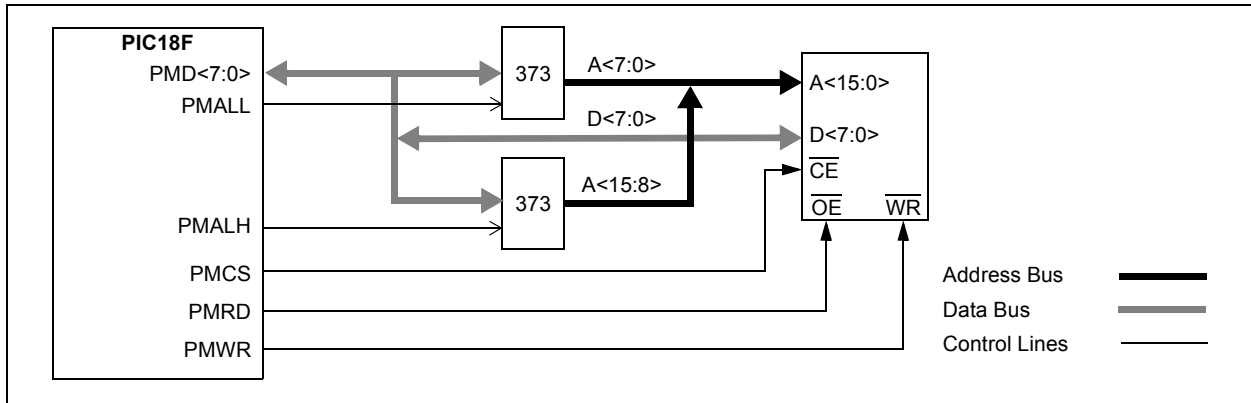 PIC18F
PMD<7:0>
PMALL
PMALH
PMCS
PMRD
PMWR
373
373
A<7:0>
D<7:0>
A<15:8>
A<15:0>
D<7:0>
CE
OE WR
Address Bus
Data Bus
Control Lines